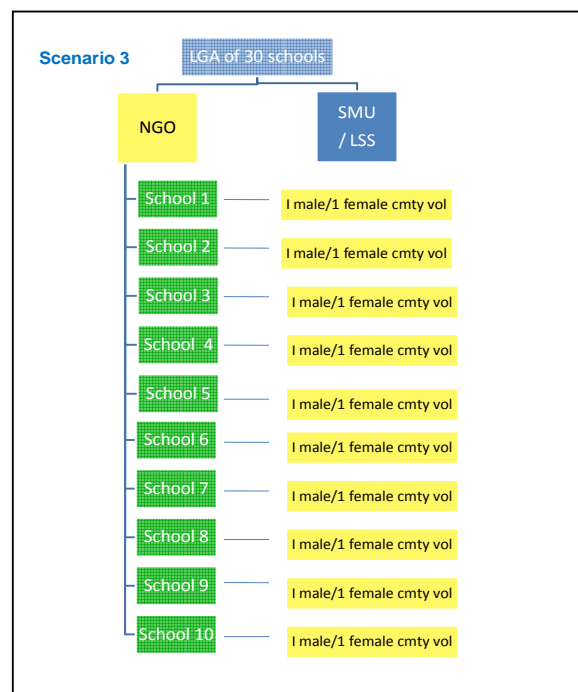 Scenario 3
LGA of 30 schools
NGO
SMU
/ LSS
School 1
I male/1 female cmty vol
School 2
I male/1 female cmty vol
School 3
I male/1 female cmty vol
School 4
I male/1 female cmty vol
School 5
I male/1 female cmty vol
School 6
I male/1 female cmty vol
School 7
I male/1 female cmty vol
School 8
I male/1 female cmty vol
School 9
I male/1 female cmty vol
School 10
I male/1 female cmty vol